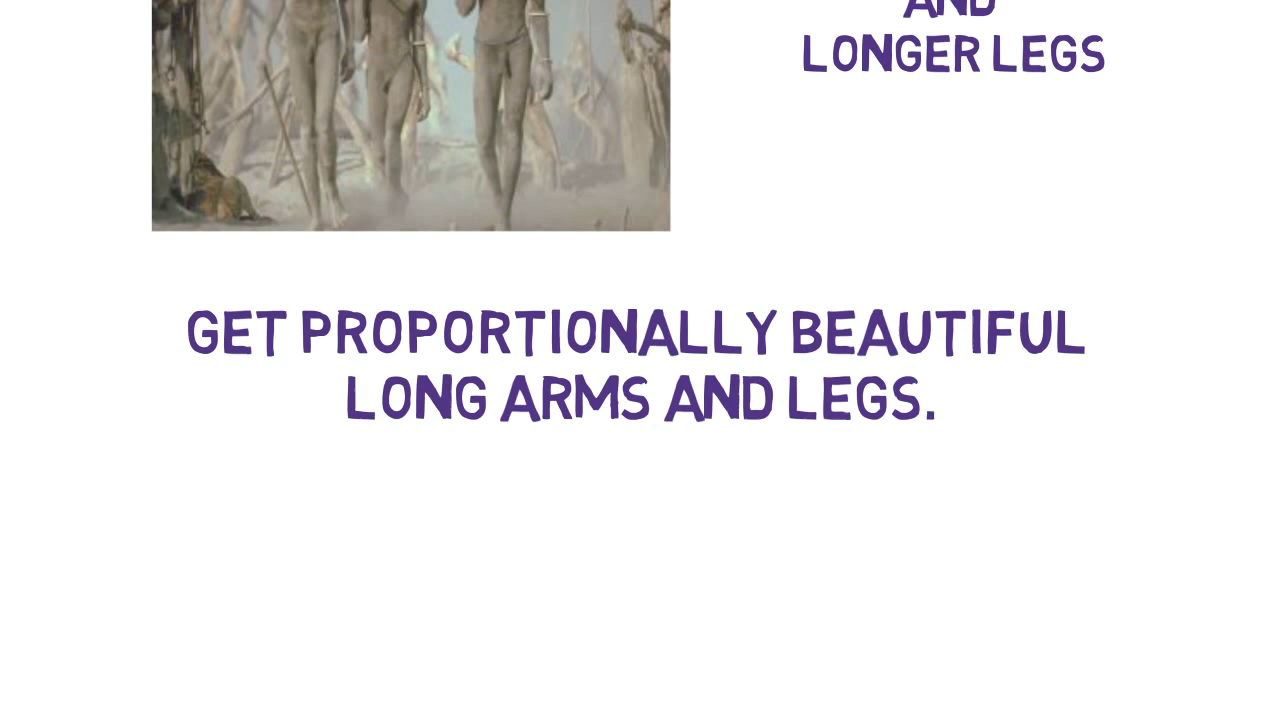 AND
LONGER LEGS
GET PROPORTIONALLY BEAUTIFUL
LONG ARMS AND LEGS.